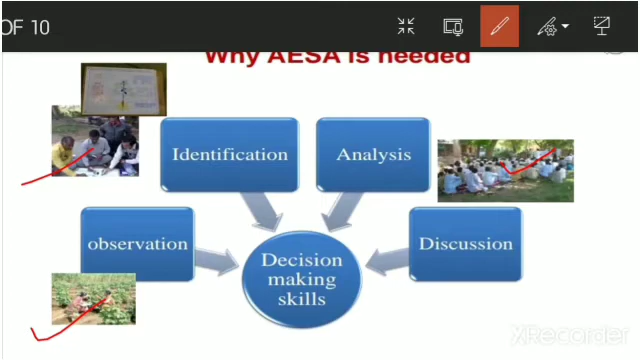 OF 10
Why AESA is needed
Identification
Analysis
observation
Discussion
Decision
making
skills
XRecorder